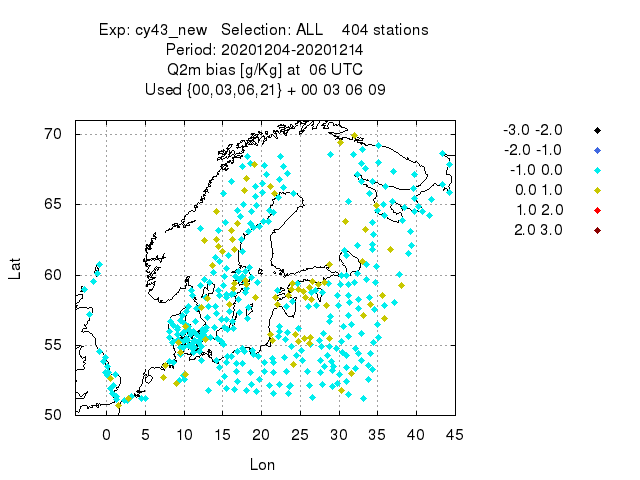 Exp: cy43_new Selection: ALL 404 stations
Period: 20201204-20201214
Q2m bias [g/Kg] at 06 UTC
Used {00,03,06,21} + 00 03 06 09
70
65
60
55
50
Lat
0 5 10 15 20 25 30 35 40 45
Lon
-3.0 -2.0
-2.0 -1.0
-1.0 0.0
0.0 1.0
1.0 2.0
2.0 3.0